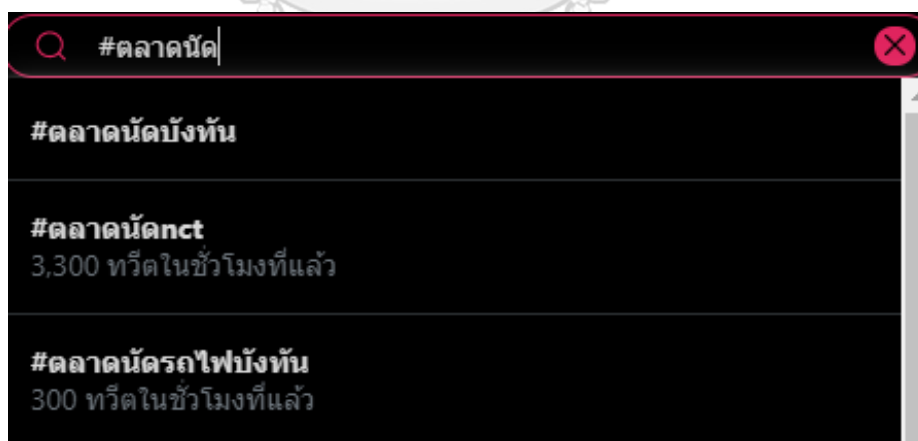 #ตลาดนัด
#ตลาดนัดบังทัน
#ตลาดนัดnct
3,300 ทวีตในชั่วโมงที่แล้ว
#ตลาดนัดรถไฟบังทัน
300 ทวีตในชั่วโมงที่แล้ว